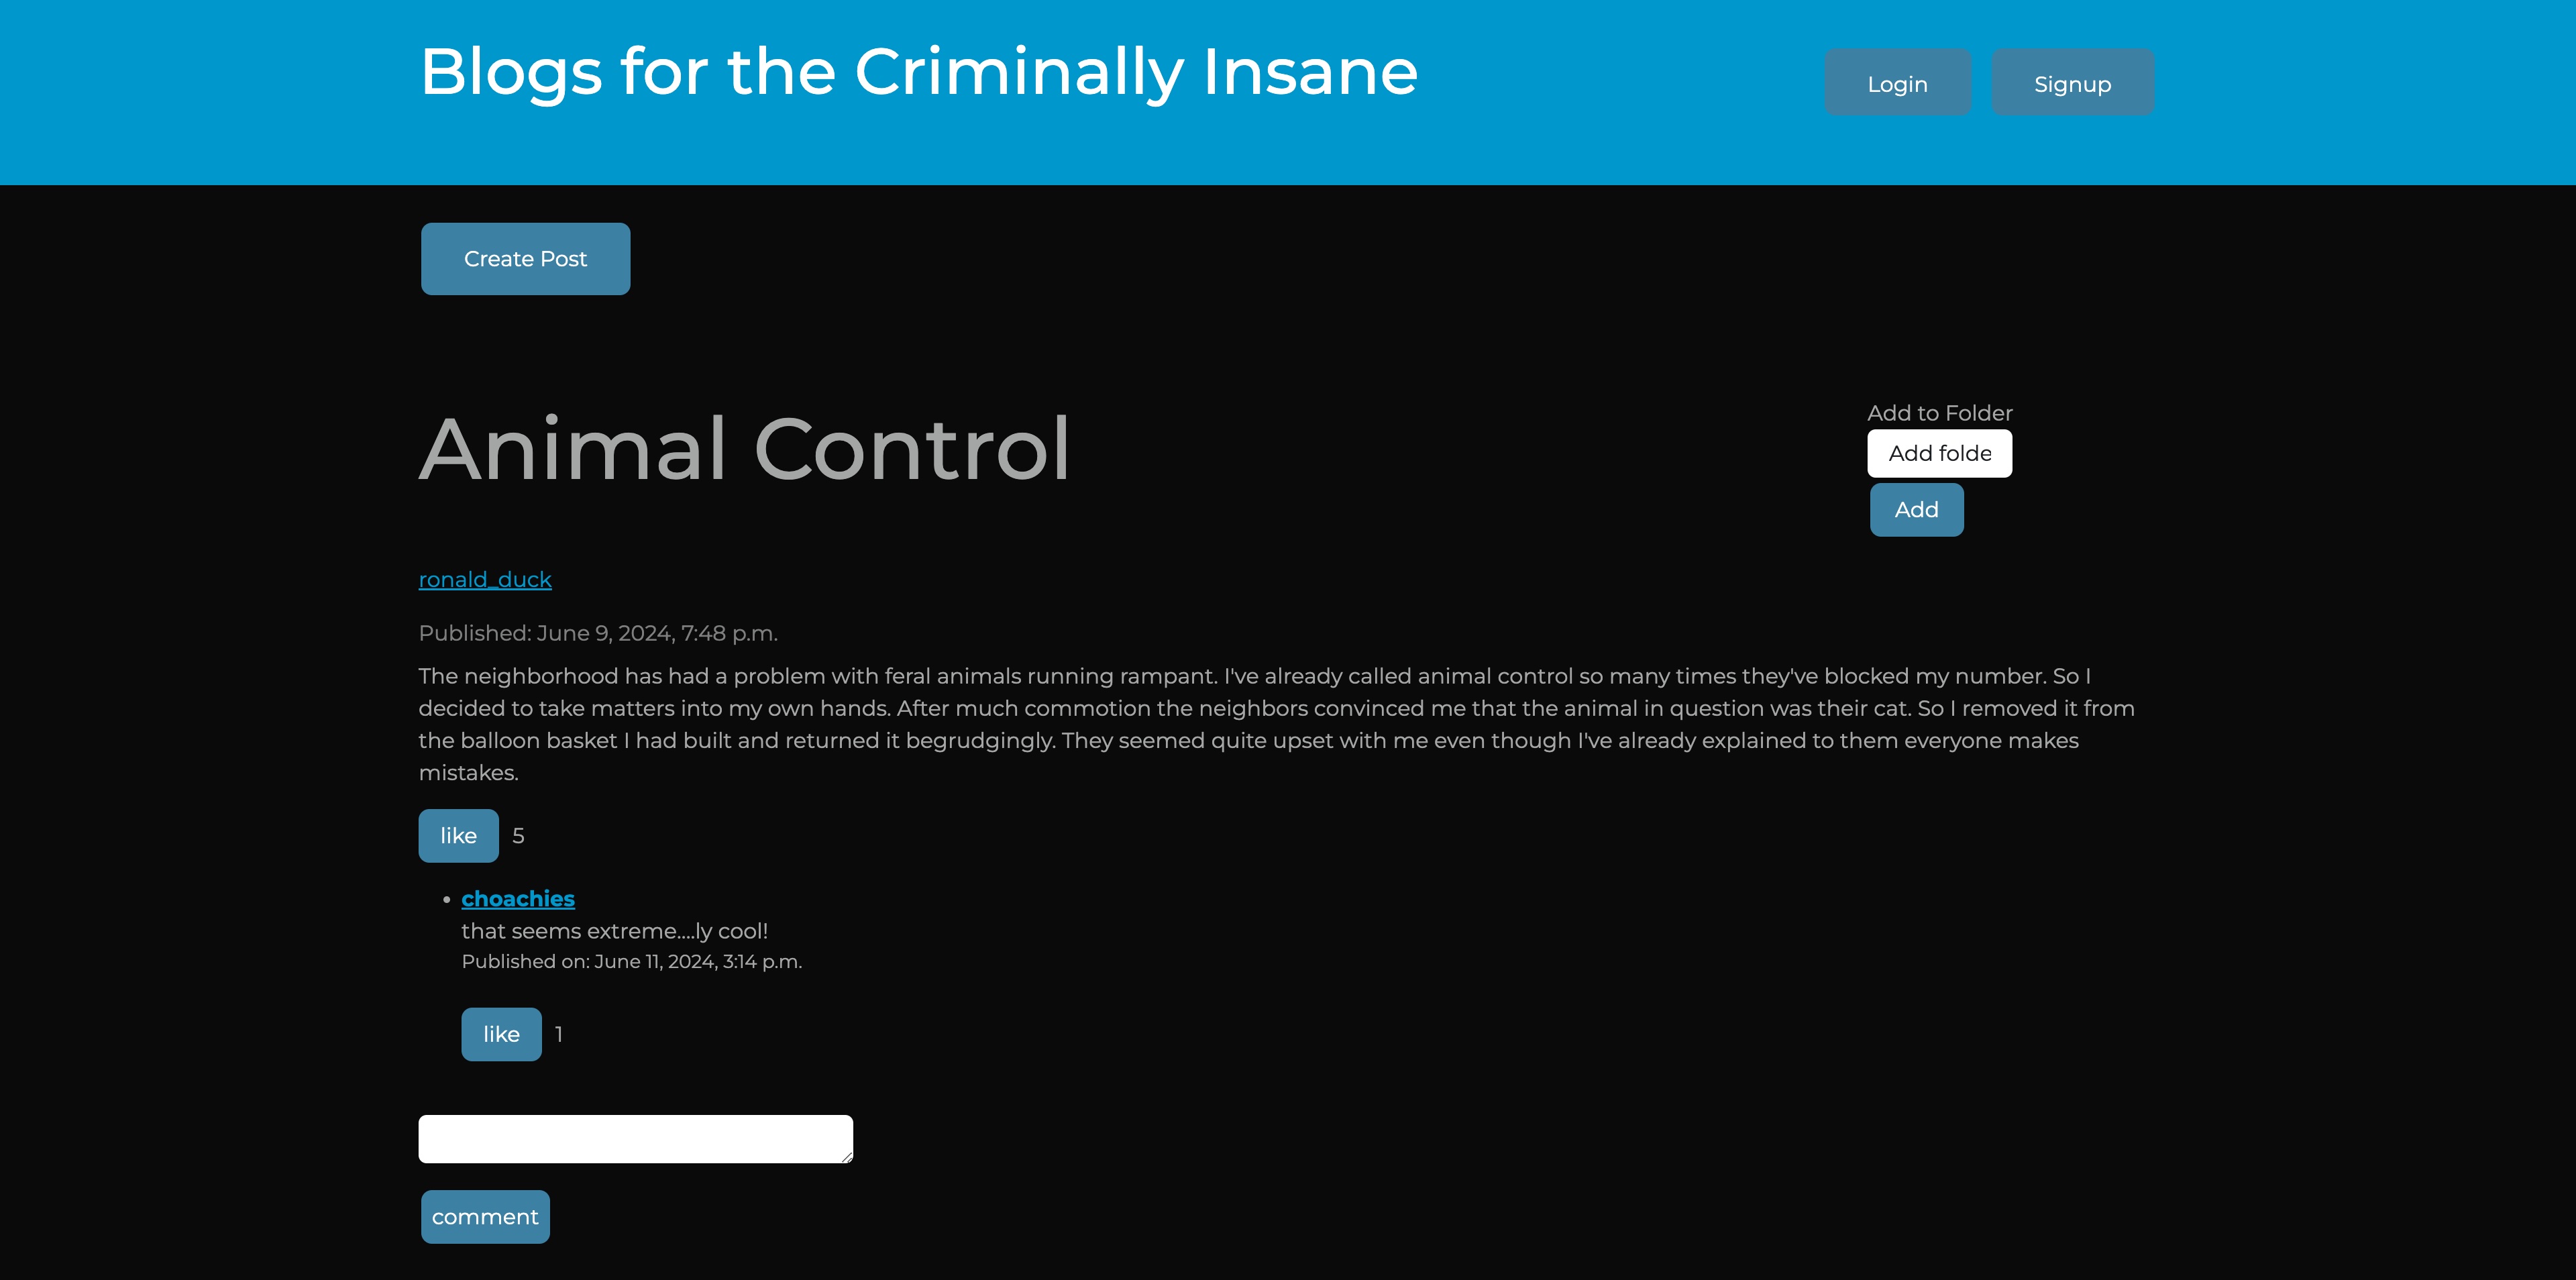 Blogs for the Criminally Insane
Login
Signup
Create Post
Animal Control
Add to Folder
Add folde
Add
ronald_duck
Published: June 9, 2024, 7:48 p.m.
The neighborhood has had a problem with feral animals running rampant. I've already called animal control so many times they've blocked my number. So I
decided to take matters into my own hands. After much commotion the neighbors convinced me that the animal in question was their cat. So I removed it from
the balloon basket I had built and returned it begrudgingly. They seemed quite upset with me even though I've already explained to them everyone makes
mistakes.
like 5
choachies
that seems extreme....ly cool!
Published on: June 11, 2024, 3:14 p.m.
like 1
comment